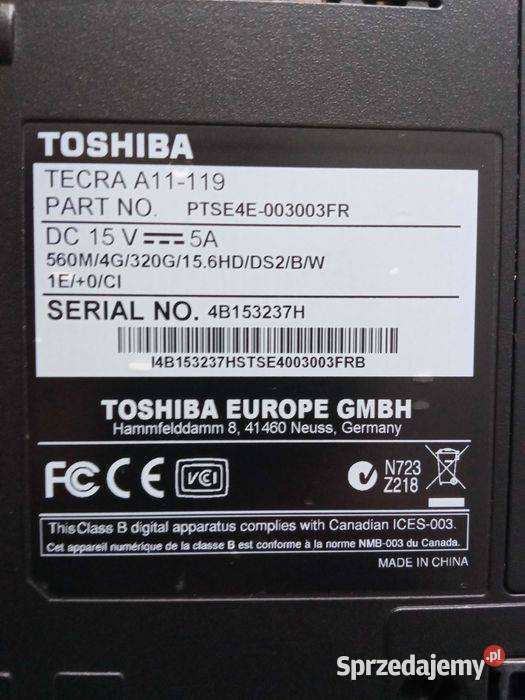 TOSHIBA
TECRA A11-119
PART NO. PTSE4E-003003FR
DC 15 V 5A
560M/4G/320G/15.6HD/DS2/B/W
1E/+0/CI
SERIAL NO. 4B153237H
I4B153237HSTSE4003003FRB
TOSHIBA EUROPE GMBH
Hammfelddamm 8, 41460 Neuss, Germany
FC CE VCI N723
Z218
This Class B digital apparatus complies with Canadian ICES-003.
Cet appareil numérique de la classe B est conforme à la norme NMB-003 du Canada.
MADE IN CHINA
Sprzedajemy.pl